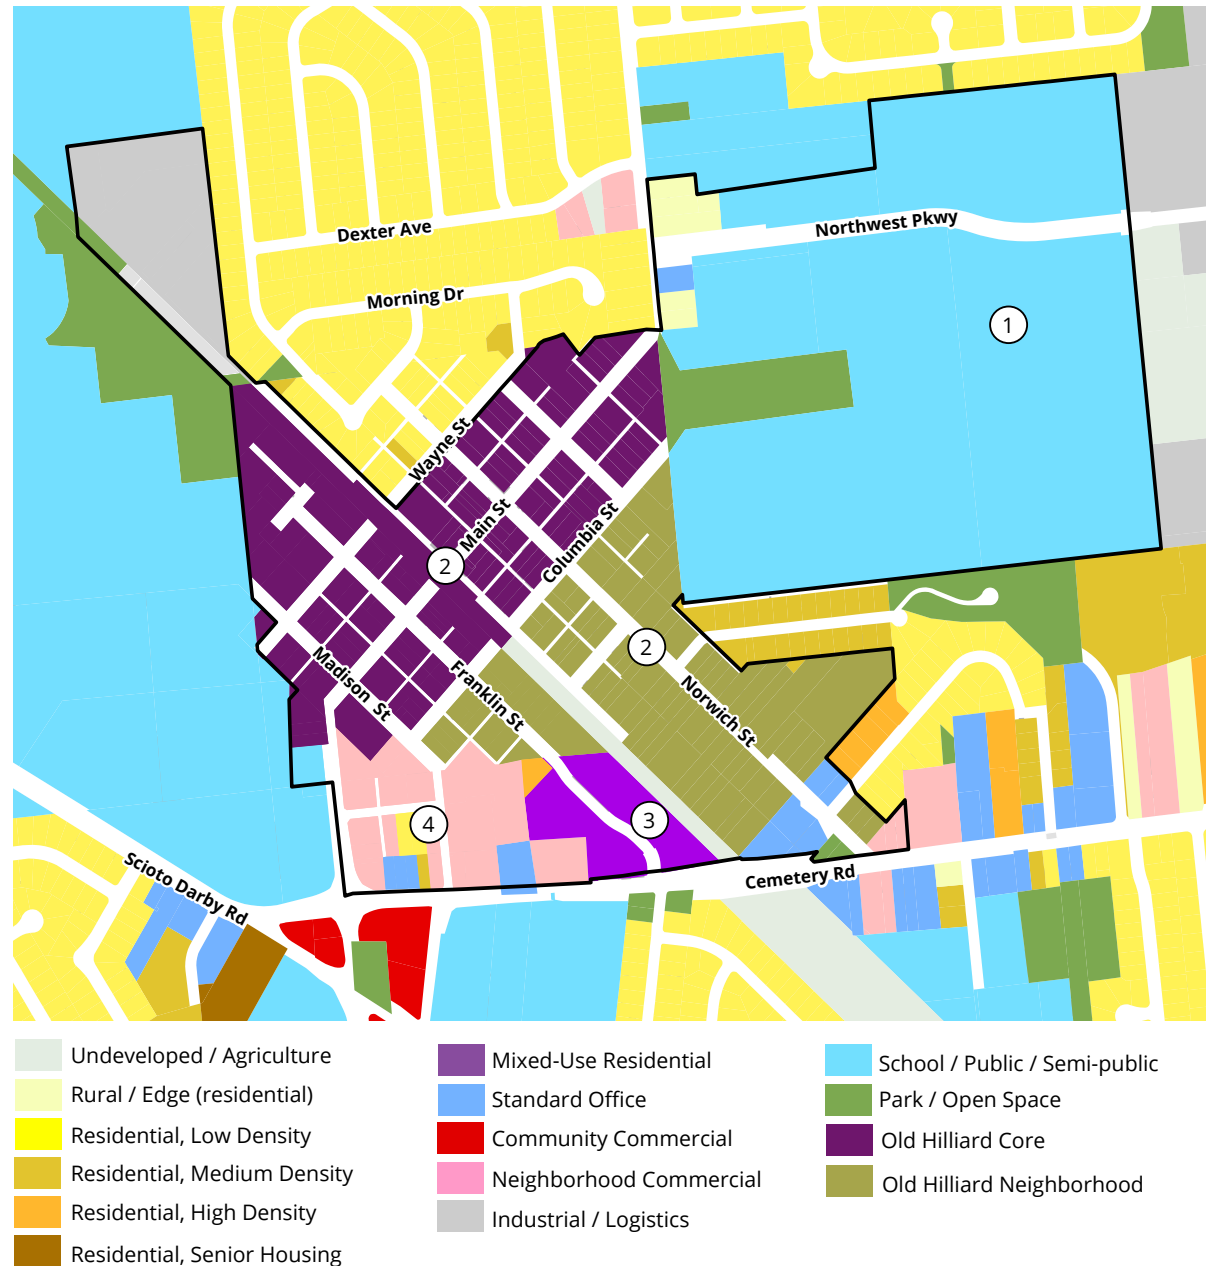 Dexter Ave
Northwest Pkwy
Morning Dr
1
Wayne St
Main St
Columbia St
2
2
Madison St
Franklin St
Norwich St
3
4
Scioto Darby Rd
Cemetery Rd
Undeveloped / Agriculture
Rural / Edge (residential)
Residential, Low Density
Residential, Medium Density
Residential, High Density
Residential, Senior Housing
Mixed-Use Residential
Standard Office
Community Commercial
Neighborhood Commercial
Industrial / Logistics
School / Public / Semi-public
Park / Open Space
Old Hilliard Core
Old Hilliard Neighborhood